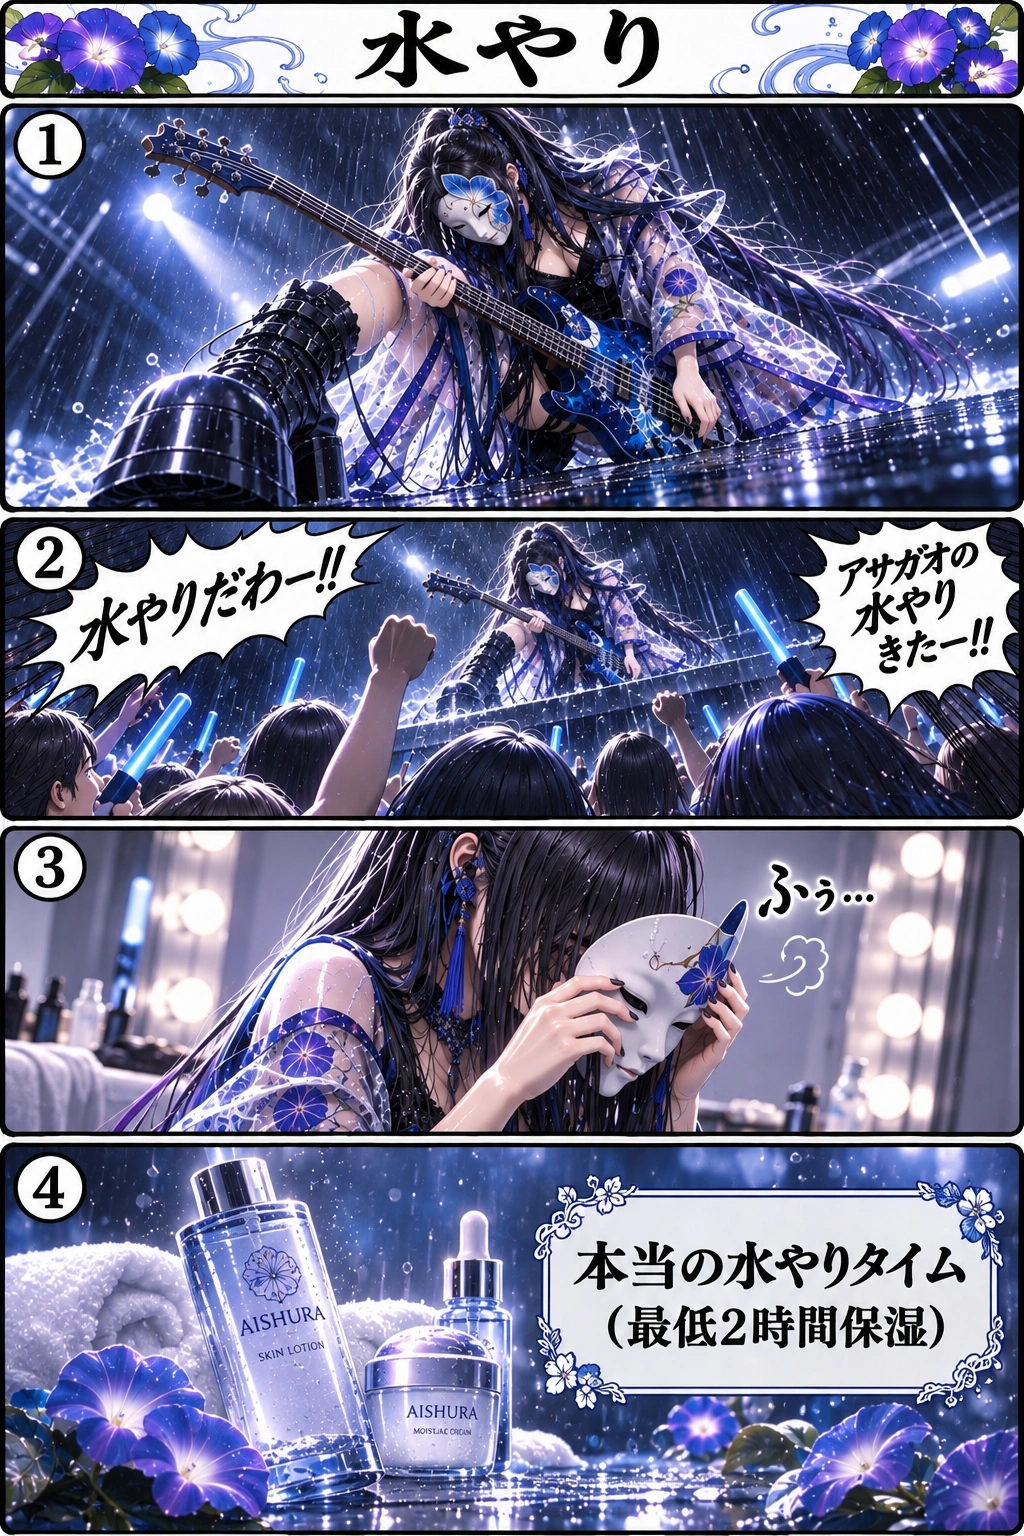 水やり
1
2
水やりだわー!!
アサガオの
水やり
きたー!!
3
ふぅ…
4
AISHURA
SKIN LOTION
AISHURA
本当の水やりタイム
（最低2時間保湿）